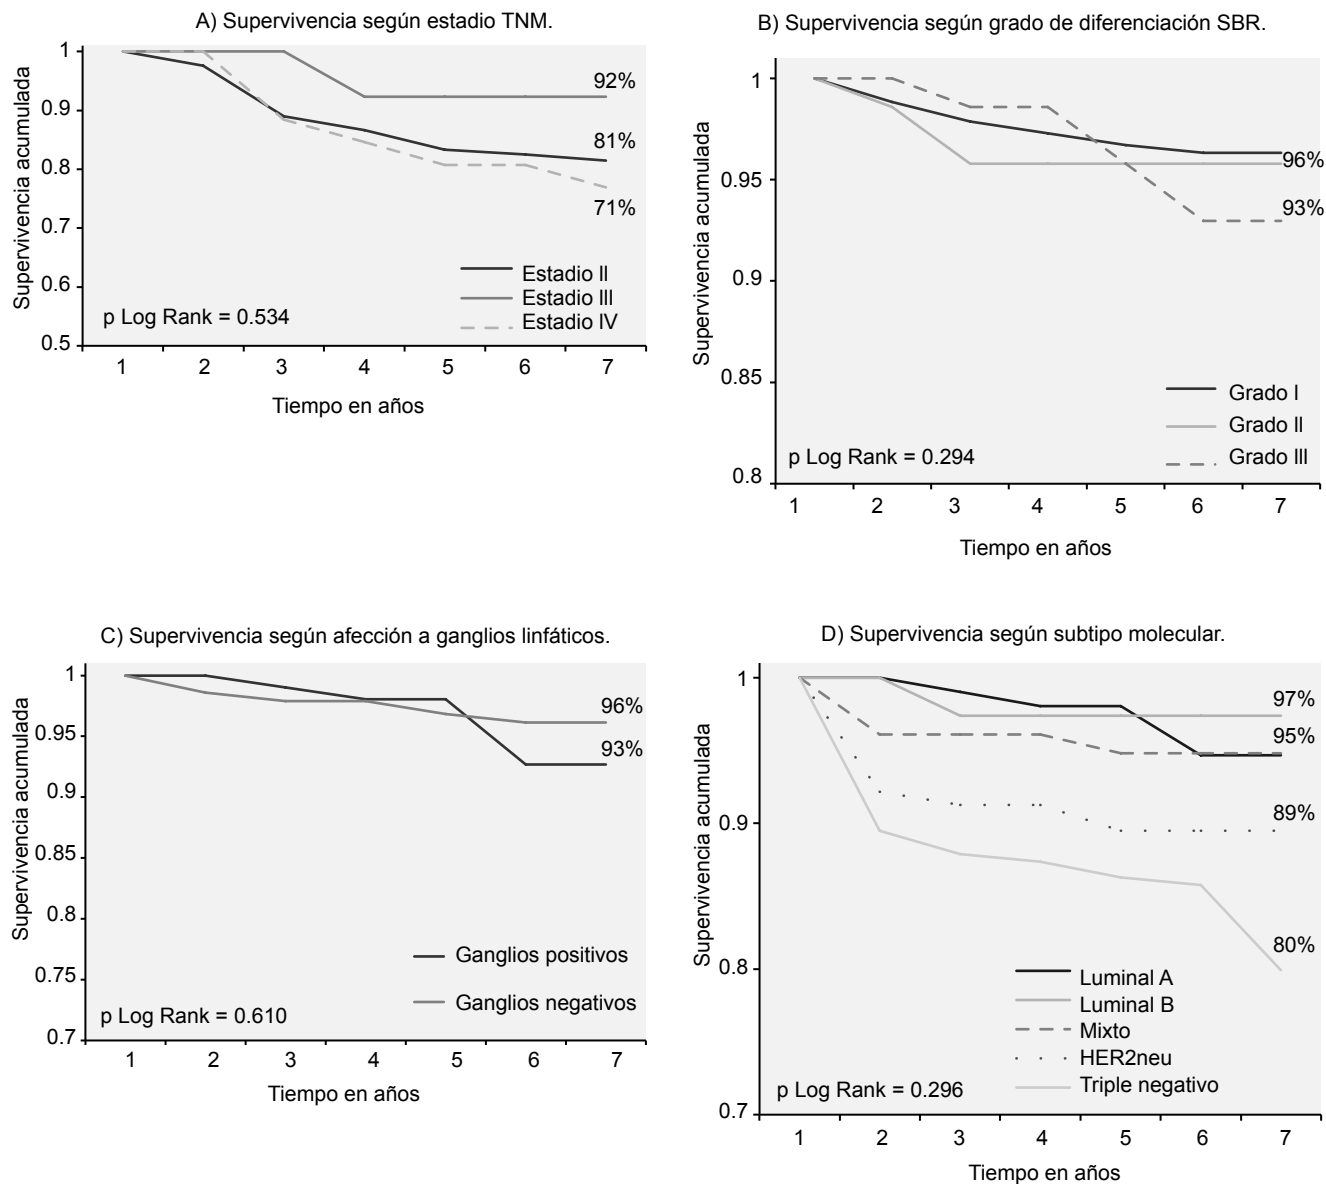 A) Supervivencia según estadio TNM.
Supervivencia acumulada
1
0.9
0.8
0.7
0.6
0.5
92%
81%
71%
Estadio II
Estadio III
Estadio IV
p Log Rank = 0.534
1 2 3 4 5 6 7
Tiempo en años
B) Supervivencia según grado de diferenciación SBR.
Supervivencia acumulada
1
0.95
0.9
0.85
0.8
96%
93%
Grado I
Grado II
Grado III
p Log Rank = 0.294
1 2 3 4 5 6 7
Tiempo en años
C) Supervivencia según afección a ganglios linfáticos.
Supervivencia acumulada
1
0.95
0.9
0.85
0.8
0.75
0.7
96%
93%
Ganglios positivos
Ganglios negativos
p Log Rank = 0.610
1 2 3 4 5 6 7
Tiempo en años
D) Supervivencia según subtipo molecular.
Supervivencia acumulada
1
0.9
0.8
0.7
97%
95%
89%
80%
Luminal A
Luminal B
Mixto
HER2neu
Triple negativo
p Log Rank = 0.296
1 2 3 4 5 6 7
Tiempo en años